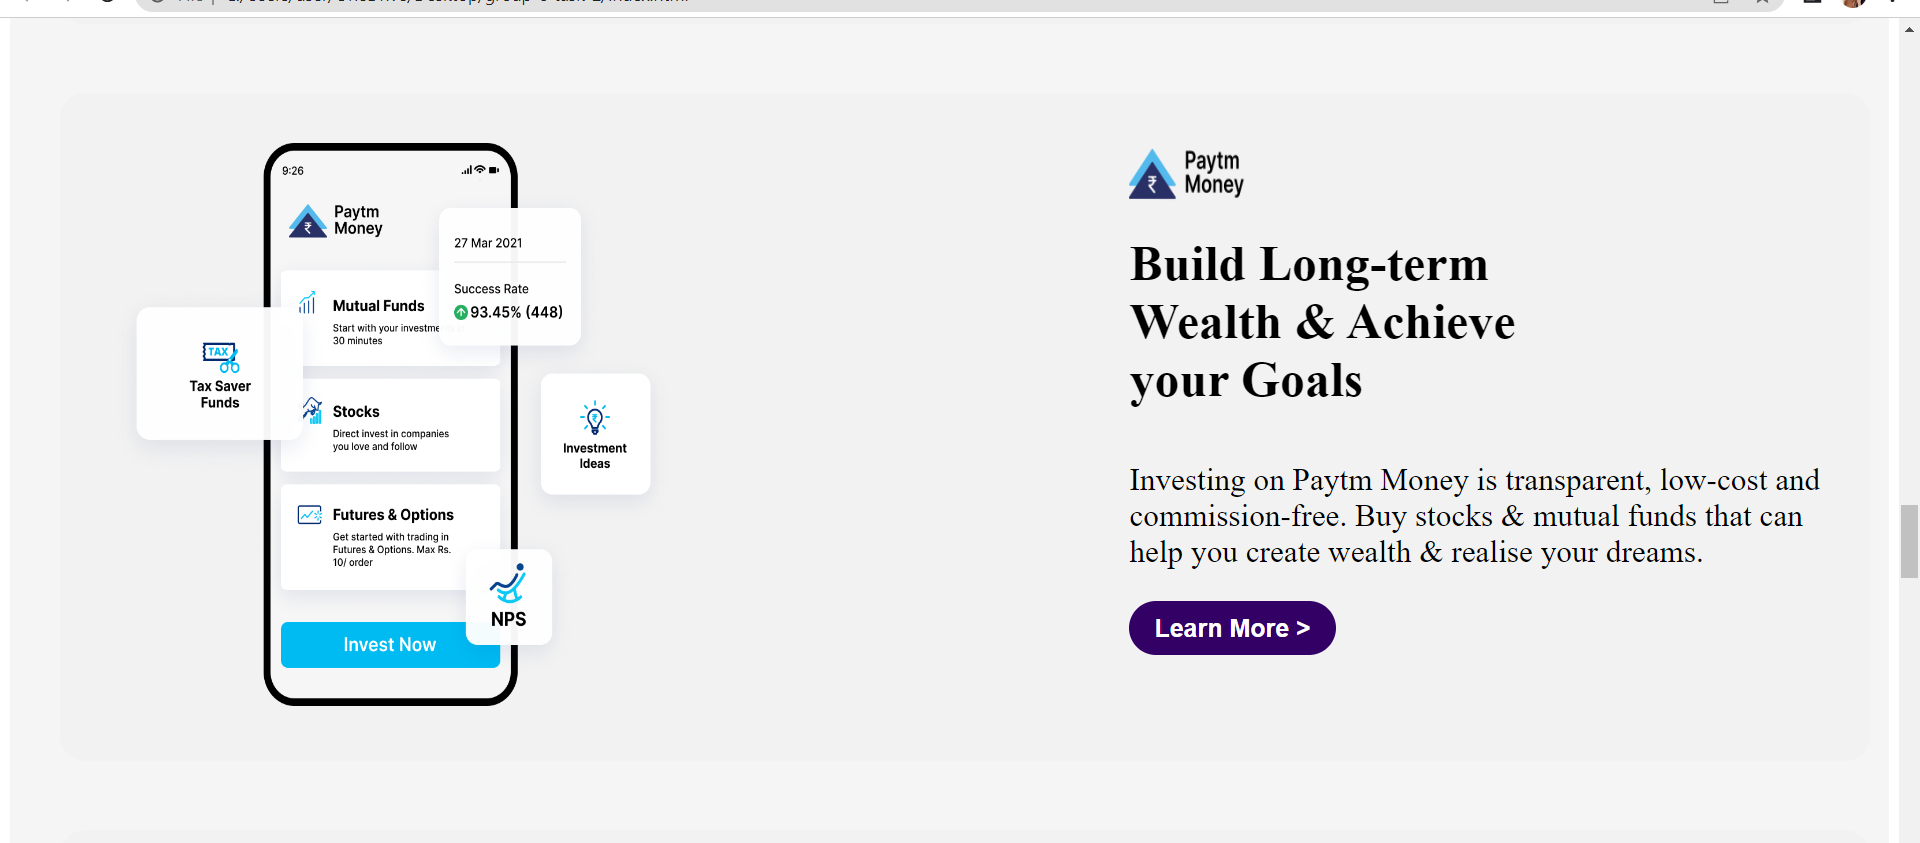 9:26
Paytm
Money
27 Mar 2021
Success Rate
93.45% (448)
Mutual Funds
Start with your investme
30 minutes
TAX
Tax Saver
Funds
Stocks
Direct invest in companies
you love and follow
Investment
Ideas
Futures & Options
Get started with trading in
Futures & Options. Max Rs.
10/ order
NPS
Invest Now
Paytm
Money
Build Long-term
Wealth & Achieve
your Goals
Investing on Paytm Money is transparent, low-cost and
commission-free. Buy stocks & mutual funds that can
help you create wealth & realise your dreams.
Learn More >